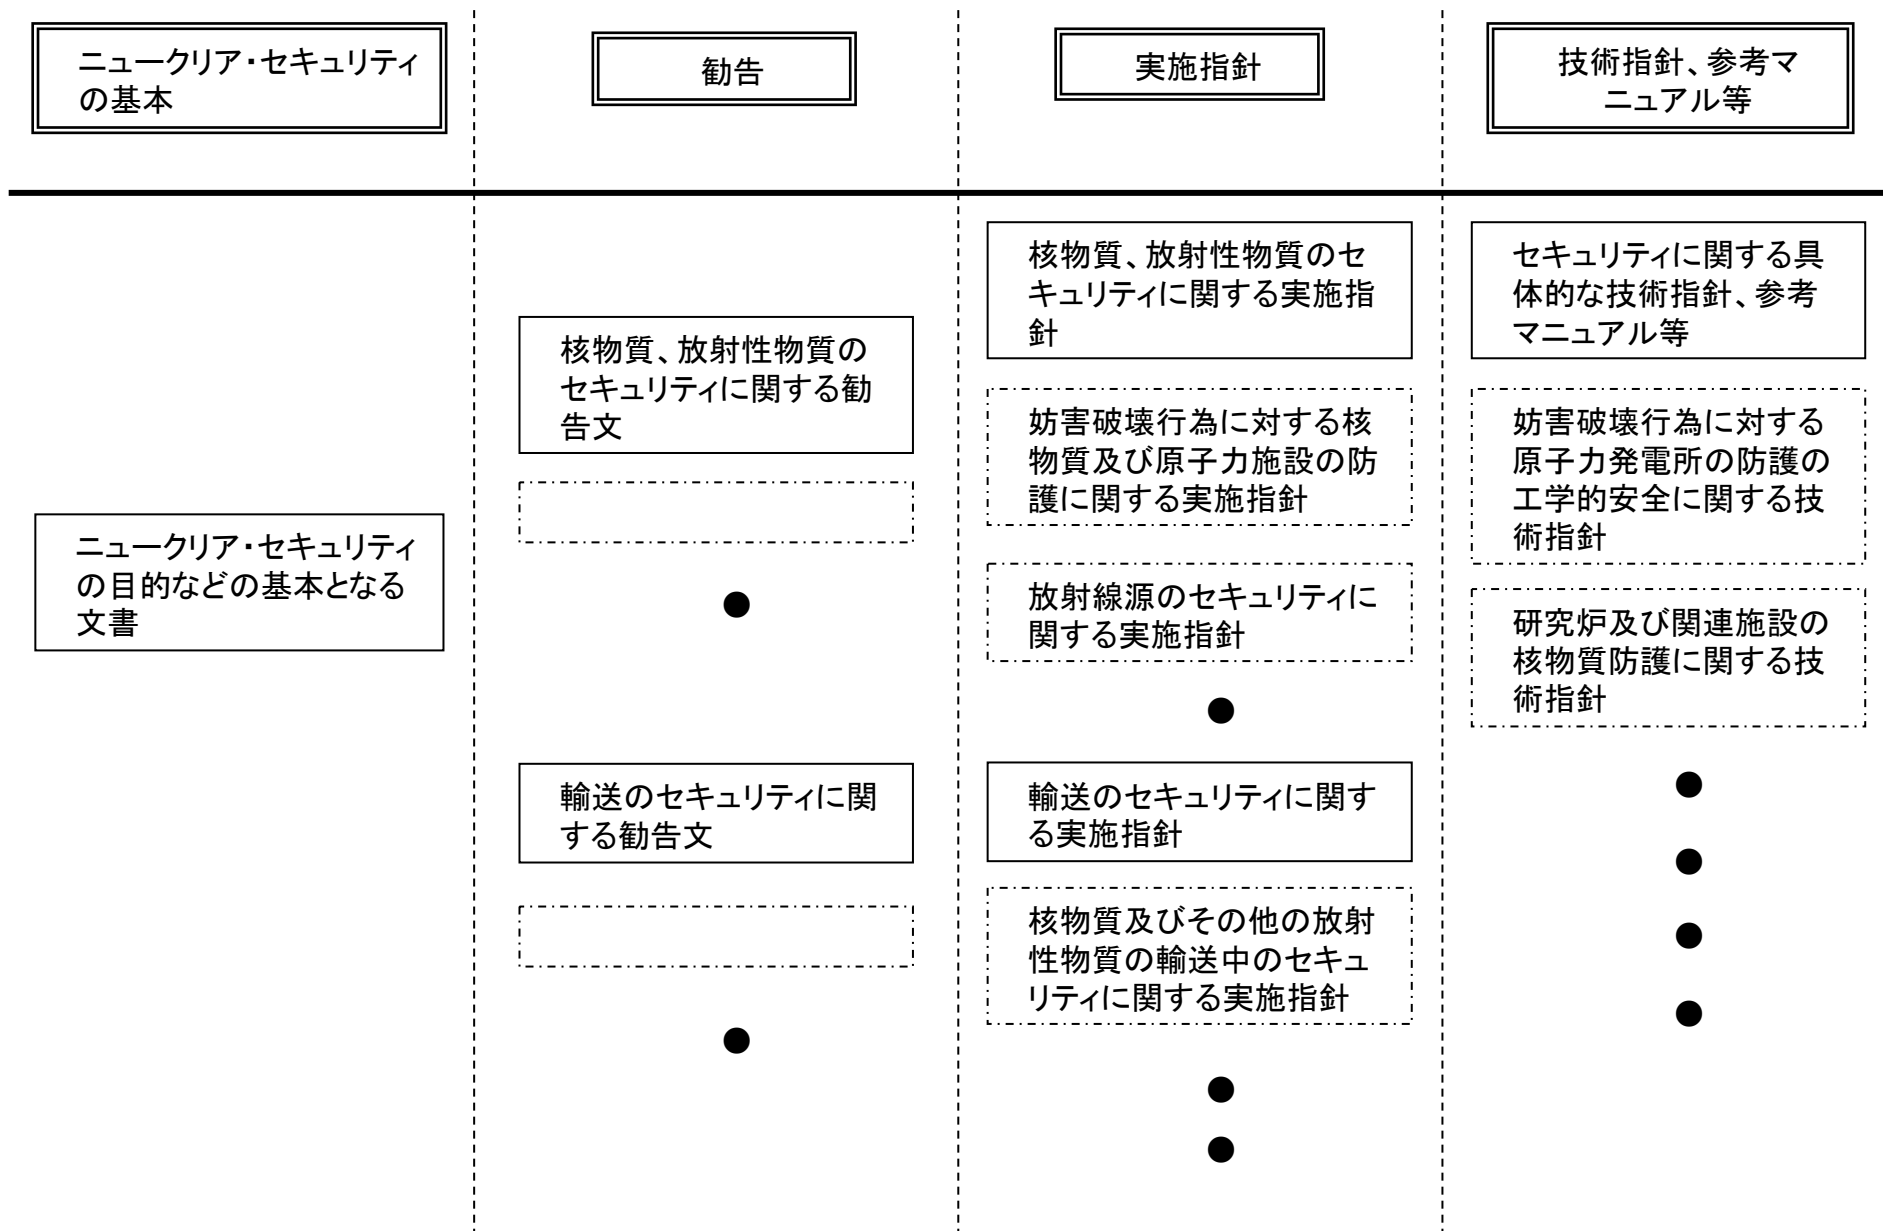 ニュークリア・セキュリティ
の基本
勧告
実施指針
技術指針、参考マ
ニュアル等
ニュークリア・セキュリティ
の目的などの基本となる
文書
核物質、放射性物質の
セキュリティに関する勧
告文
輸送のセキュリティに関
する勧告文
核物質、放射性物質のセ
キュリティに関する実施指
針
妨害破壊行為に対する核
物質及び原子力施設の防
護に関する実施指針
放射線源のセキュリティに
関する実施指針
輸送のセキュリティに関す
る実施指針
核物質及びその他の放射
性物質の輸送中のセキュ
リティに関する実施指針
セキュリティに関する具
体的な技術指針、参考
マニュアル等
妨害破壊行為に対する
原子力発電所の防護の
工学的安全に関する技
術指針
研究炉及び関連施設の
核物質防護に関する技
術指針